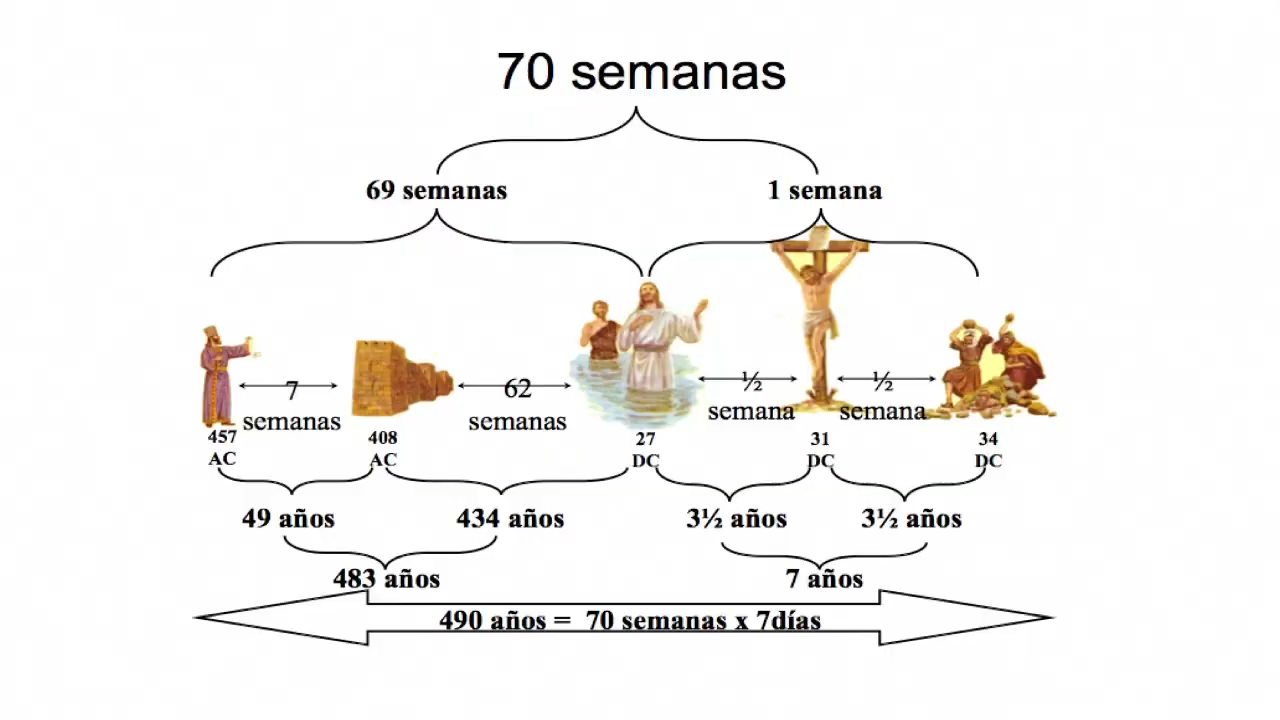 70 semanas
69 semanas
1 semana
7
semanas
62
semanas
½
semana
½
semana
457
AC
408
AC
27
DC
31
DC
34
DC
49 años
434 años
3½ años
3½ años
483 años
7 años
490 años = 70 semanas x 7días